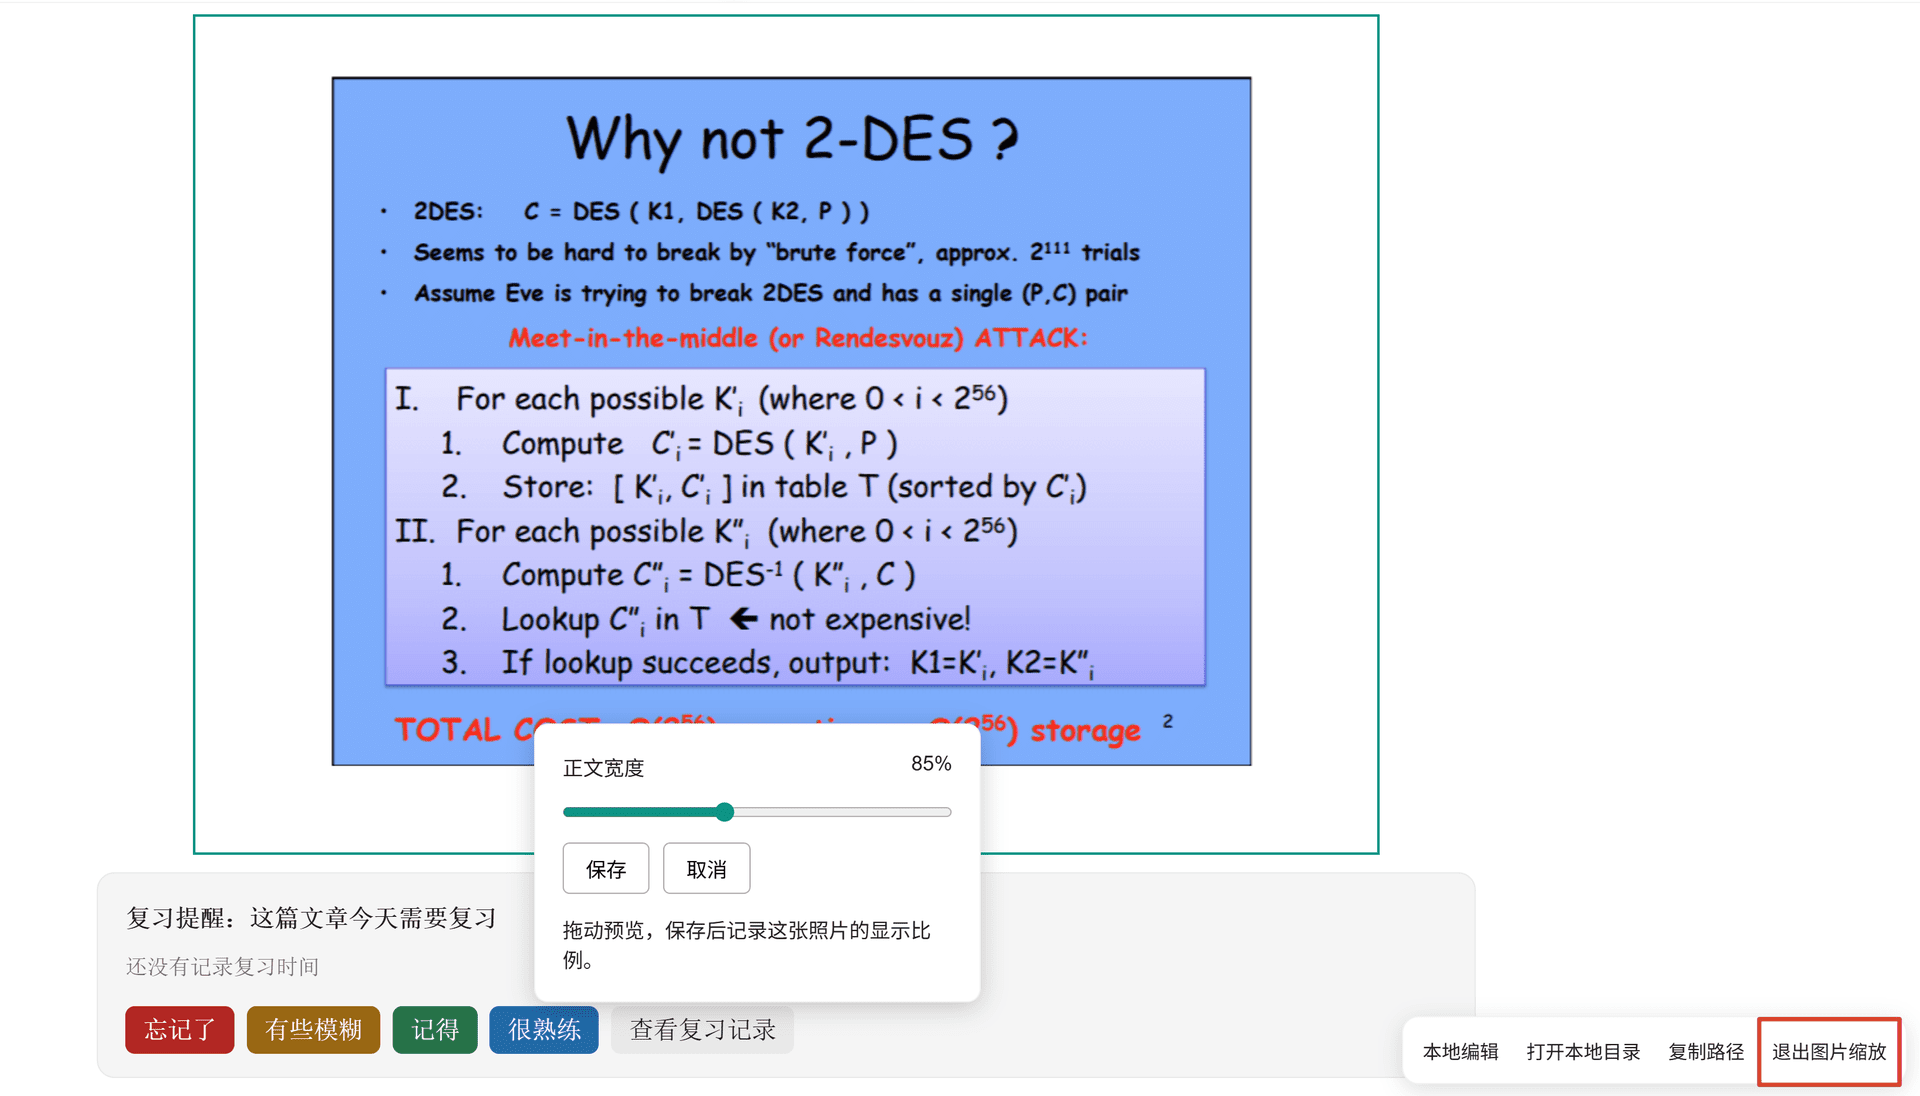 Why not 2-DES ?
• 2DES: C = DES ( K1, DES ( K2, P ) )
• Seems to be hard to break by “brute force”, approx. 2¹¹¹ trials
• Assume Eve is trying to break 2DES and has a single (P,C) pair
Meet-in-the-middle (or Rendesvouz) ATTACK:
I. For each possible K'ᵢ (where 0 < i < 2⁵⁶)
1. Compute C'ᵢ = DES ( K'ᵢ , P )
2. Store: [ K'ᵢ, C'ᵢ ] in table T (sorted by C'ᵢ)
II. For each possible K"ᵢ (where 0 < i < 2⁵⁶)
1. Compute C"ᵢ = DES⁻¹ ( K"ᵢ , C )
2. Lookup C"ᵢ in T ← not expensive!
3. If lookup succeeds, output: K1=K'ᵢ, K2=K"ᵢ
TOTAL storage 2
正文宽度 85%
保存 取消
拖动预览，保存后记录这张照片的显示比
例。
复习提醒：这篇文章今天需要复习
还没有记录复习时间
忘记了 有些模糊 记得 很熟练 查看复习记录
本地编辑 打开本地目录 复制路径 退出图片缩放